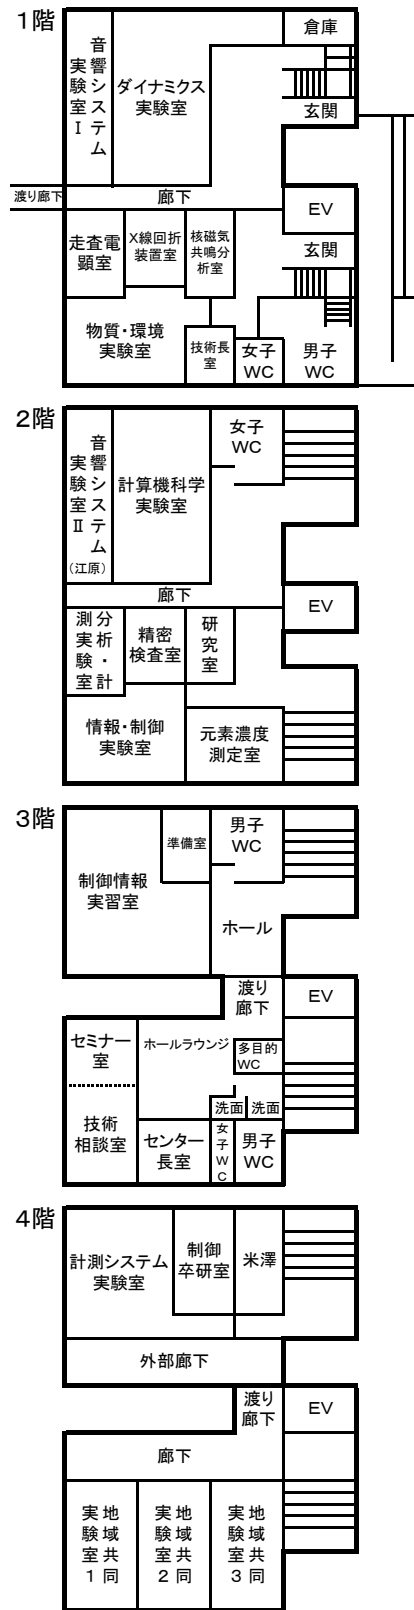 1階
音響システム
実験室Ⅰ
ダイナミクス
実験室
倉庫
玄関
渡り廊下
廊下
EV
走査電
顕室
X線回折
装置室
核磁気
共鳴分
析室
玄関
物質・環境
実験室
技術長
室
女子
WC
男子
WC
2階
音響システム
実験室Ⅱ
(江原)
計算機科学
実験室
女子
WC
廊下
EV
分析・計
測実験室
精密
検査室
研究室
情報・制御
実験室
元素濃度
測定室
3階
制御情報
実習室
準備室
男子
WC
ホール
渡り
廊下
EV
セミナー
室
ホールラウンジ
多目的
WC
技術
相談室
洗面
洗面
センター
長室
女子WC
男子
WC
4階
計測システム
実験室
制御
卒研室
米澤
外部廊下
渡り
廊下
EV
廊下
地域共同
実験室1
地域共同
実験室2
地域共同
実験室3